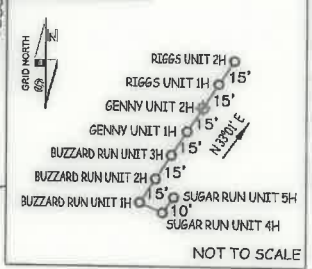 GRID NORTH
N
RIGGS UNIT 2H
15'
RIGGS UNIT 1H
15'
GENNY UNIT 2H
15'
GENNY UNIT 1H
15'
N 33°01' E
BUZZARD RUN UNIT 3H
15'
BUZZARD RUN UNIT 2H
15'
BUZZARD RUN UNIT 1H
SUGAR RUN UNIT 5H
10'
SUGAR RUN UNIT 4H
NOT TO SCALE